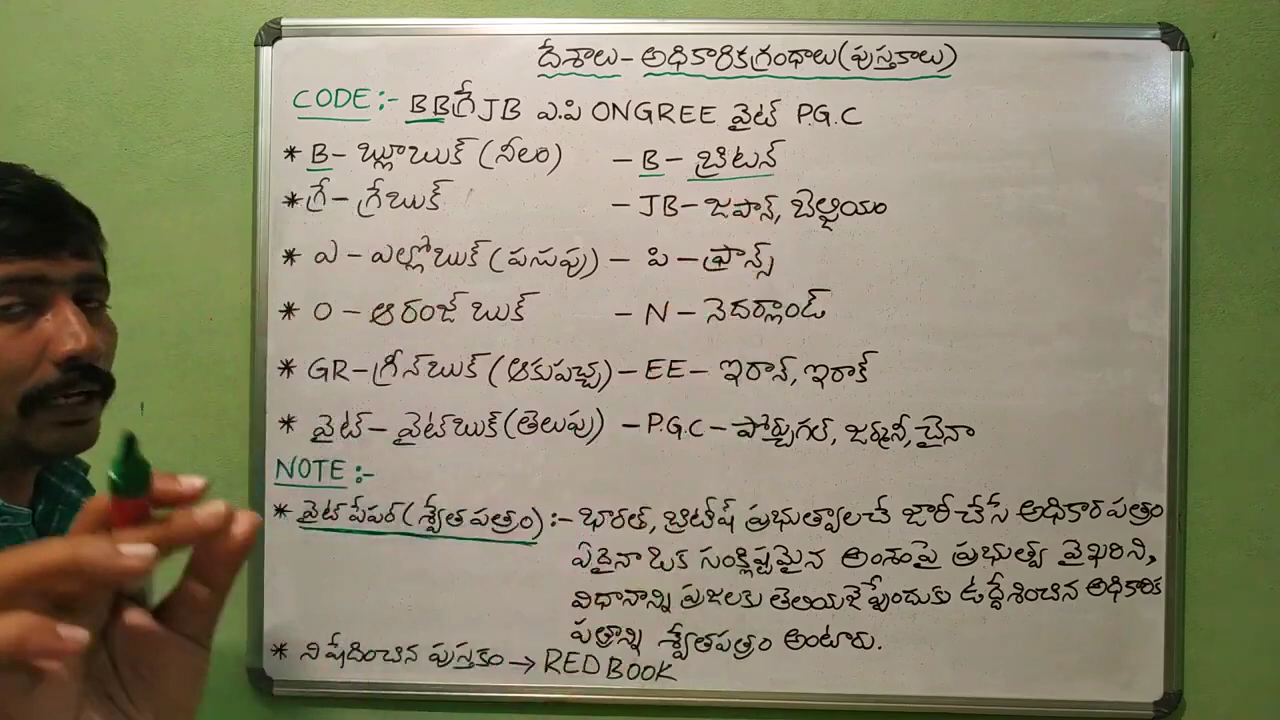 దేశాలు - అధికారికగ్రంథాలు(పుస్తకాలు)
CODE :- BBగ్రేJB ఎ.పి ONGREE వైట్ P.G.C
* B - బ్లూబుక్ (నీలం) - B - బ్రిటన్
* గ్రే - గ్రేబుక్ - JB - జపాన్, బెల్జియం
* ఎ - ఎల్లోబుక్ (పసుపు) - పి - ఫ్రాన్స్
* O - ఆరంజ్ బుక్ - N - నెదర్లాండ్
* GR - గ్రీన్‌బుక్ (ఆకుపచ్చ) - EE - ఇరాన్, ఇరాక్
* వైట్ - వైట్‌బుక్ (తెలుపు) - P.G.C - పోర్చుగల్, జర్మనీ, చైనా
NOTE :-
* వైట్ పేపర్ (శ్వేతపత్రం) :- భారత్, బ్రిటీష్ ప్రభుత్వాలచే జారీచేసే అధికారపత్రం
ఏదైనా ఒక సంక్లిష్టమైన అంశంపై ప్రభుత్వ వైఖరిని,
విధానాన్ని ప్రజలకు తెలియజేప్పేందుకు ఉద్దేశించిన అధికారిక
పత్రాన్ని శ్వేతపత్రం అంటారు.
* నిషేదించిన పుస్తకం → RED BOOK